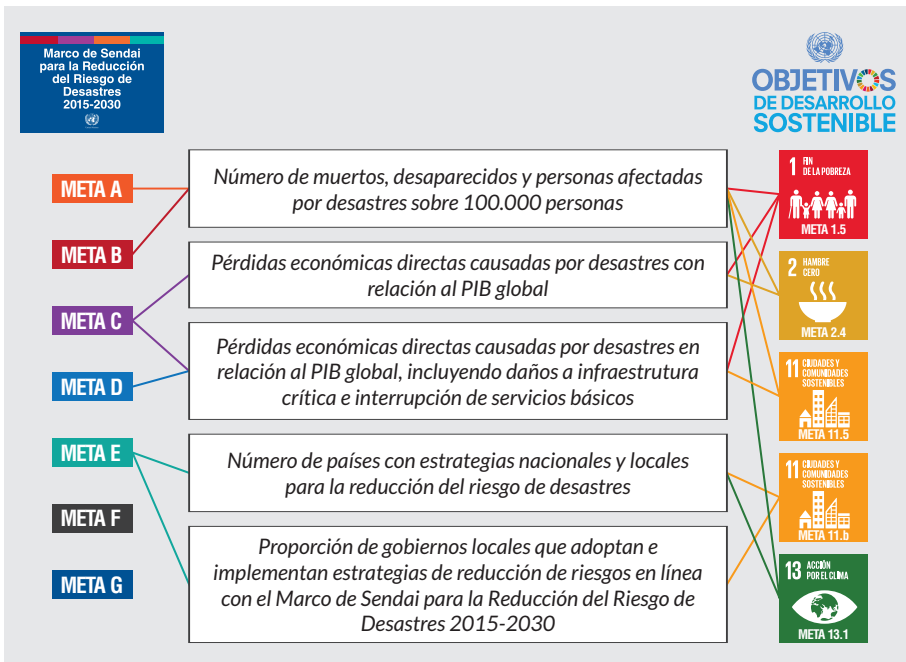 Marco de Sendai
para la Reducción
del Riesgo de
Desastres
2015-2030
OBJETIVOS
DE DESARROLLO
SOSTENIBLE
META A
META B
META C
META D
META E
META F
META G
Número de muertos, desaparecidos y personas afectadas
por desastres sobre 100.000 personas
Pérdidas económicas directas causadas por desastres con
relación al PIB global
Pérdidas económicas directas causadas por desastres en
relación al PIB global, incluyendo daños a infraestrutura
crítica e interrupción de servicios básicos
Número de países con estrategias nacionales y locales
para la reducción del riesgo de desastres
Proporción de gobiernos locales que adoptan e
implementan estrategias de reducción de riesgos en línea
con el Marco de Sendai para la Reducción del Riesgo de
Desastres 2015-2030
1 FIN
DE LA POBREZA
META 1.5
2 HAMBRE
CERO
META 2.4
11 CIUDADES Y
COMUNIDADES
SOSTENIBLES
META 11.5
11 CIUDADES Y
COMUNIDADES
SOSTENIBLES
META 11.b
13 ACCIÓN
POR EL CLIMA
META 13.1